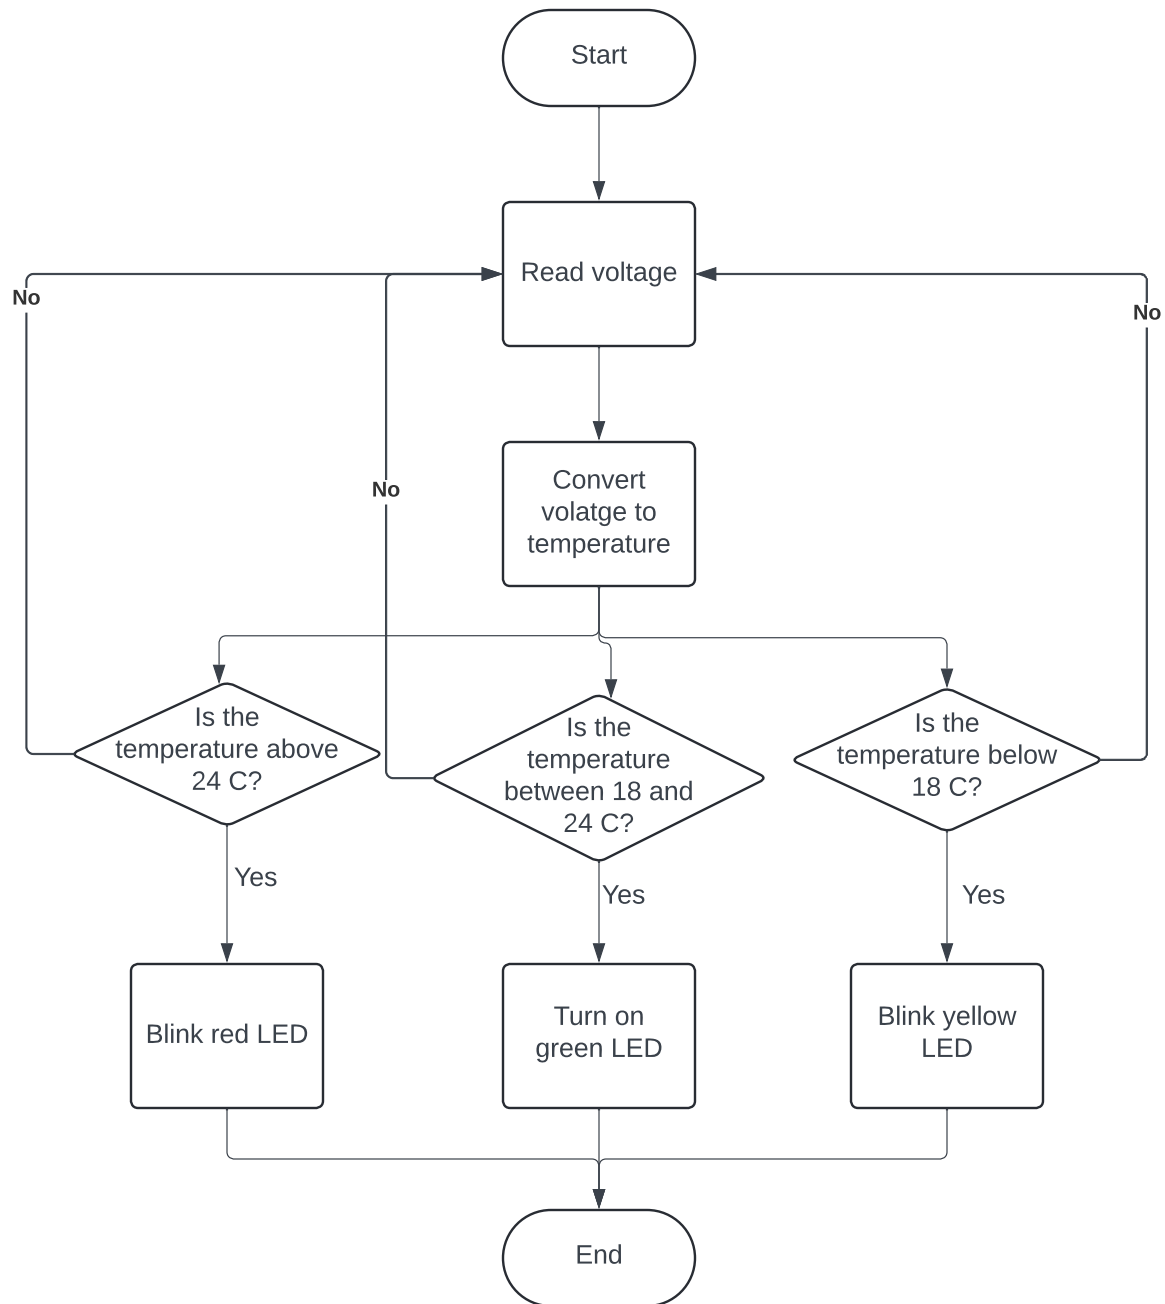 Start
Read voltage
No
No
No
Convert
volatge to
temperature
Is the
temperature above
24 C?
Is the
temperature
between 18 and
24 C?
Is the
temperature below
18 C?
Yes
Yes
Yes
Blink red LED
Turn on
green LED
Blink yellow
LED
End